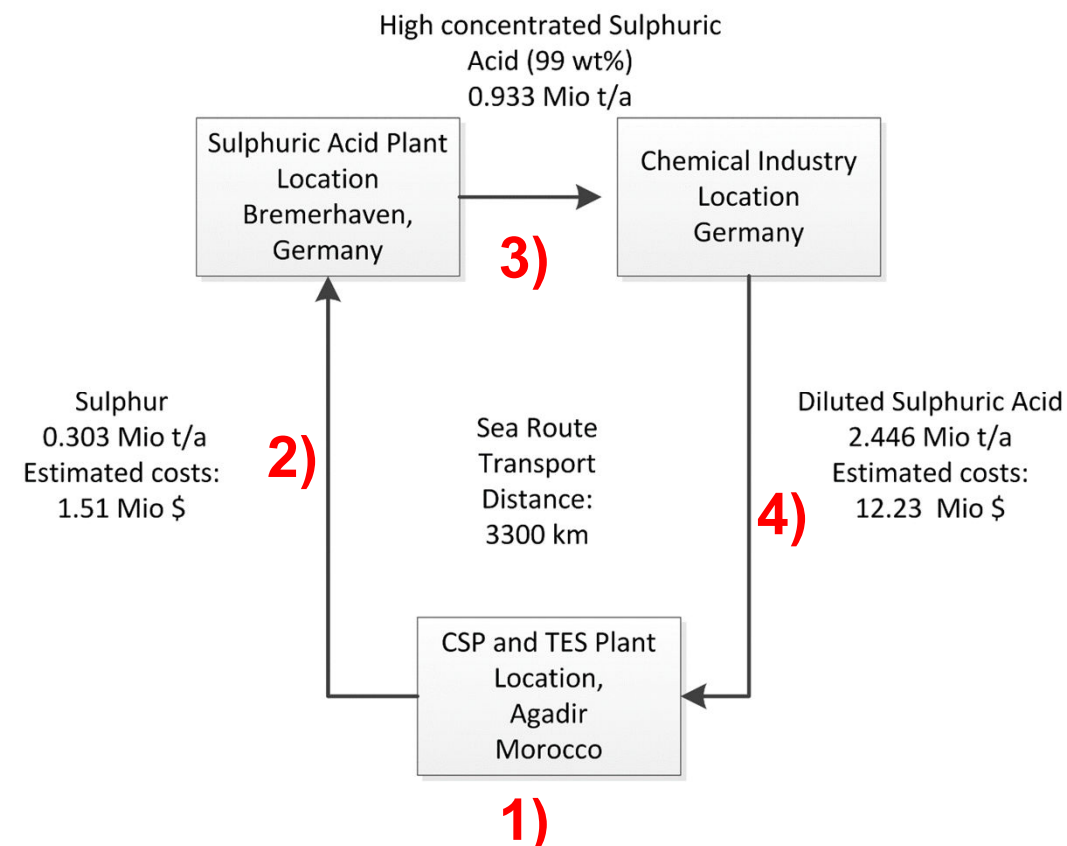 High concentrated Sulphuric
Acid (99 wt%)
0.933 Mio t/a
Sulphuric Acid Plant
Location
Bremerhaven,
Germany
3)
Chemical Industry
Location
Germany
Sulphur
0.303 Mio t/a
Estimated costs:
1.51 Mio $
2)
Sea Route
Transport
Distance:
3300 km
Diluted Sulphuric Acid
2.446 Mio t/a
Estimated costs:
12.23 Mio $
4)
CSP and TES Plant
Location,
Agadir
Morocco
1)